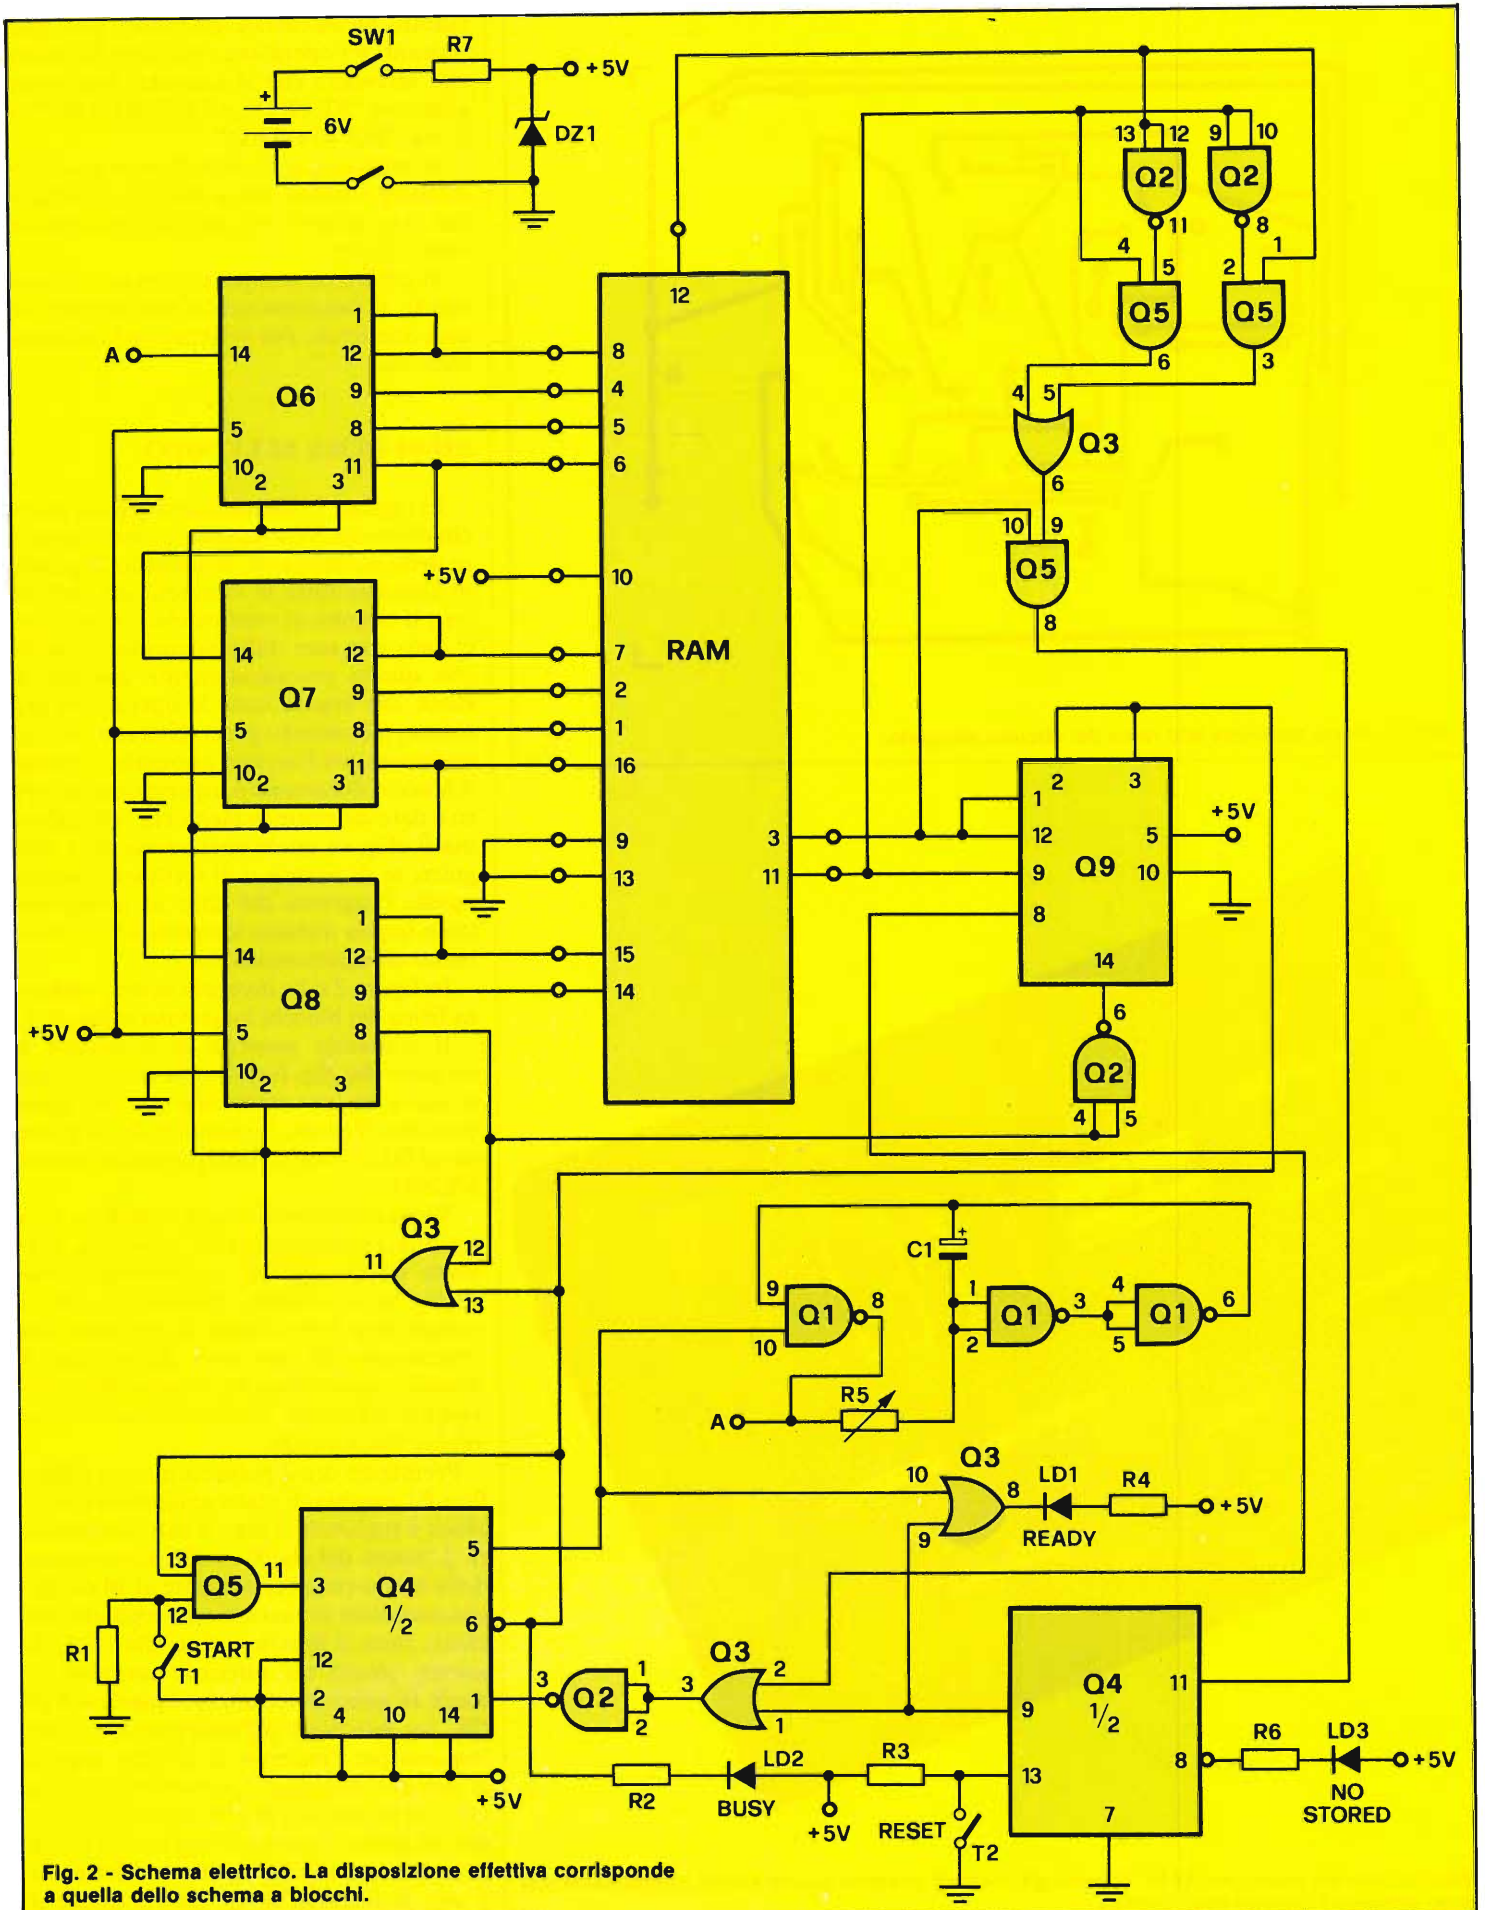 SW1
R7
+5V
+
6V
DZ1
13 12 9 10
Q2 Q2
11 8
4 5 2 1
Q5 Q5
6 3
4 5
Q3
6
10 9
Q5
8
A
14 1
12
Q6 9
5 8
10 11
2 3
12
8
4
5
6
+5V
10
RAM
7
2
1
16
9
13
15
14
3
11
14 1
12
Q7 9
5 8
10 11
2 3
14 1
12
Q8 9
+5V
5 8
10
2 3
2 3
1
12 5
+5V
Q9
9 10
8
14
6
Q2
4 5
Q3
11 12
13
C1
+
9
Q1 8
10
1
Q1 3
2
4
Q1 6
5
A
R5
Q3
10
8
9
LD1
READY
R4
+5V
13
Q5 11
12
R1
START
T1
3 5
Q4
1/2
6
12
2 1
4 10 14
+5V
3
Q2
1
2
Q3
3 2
1
R2
LD2
BUSY
+5V
R3
RESET
T2
9 11
Q4
1/2
13 8
7
R6
LD3
+5V
NO
STORED
Fig. 2 - Schema elettrico. La disposizione effettiva corrisponde
a quella dello schema a blocchi.